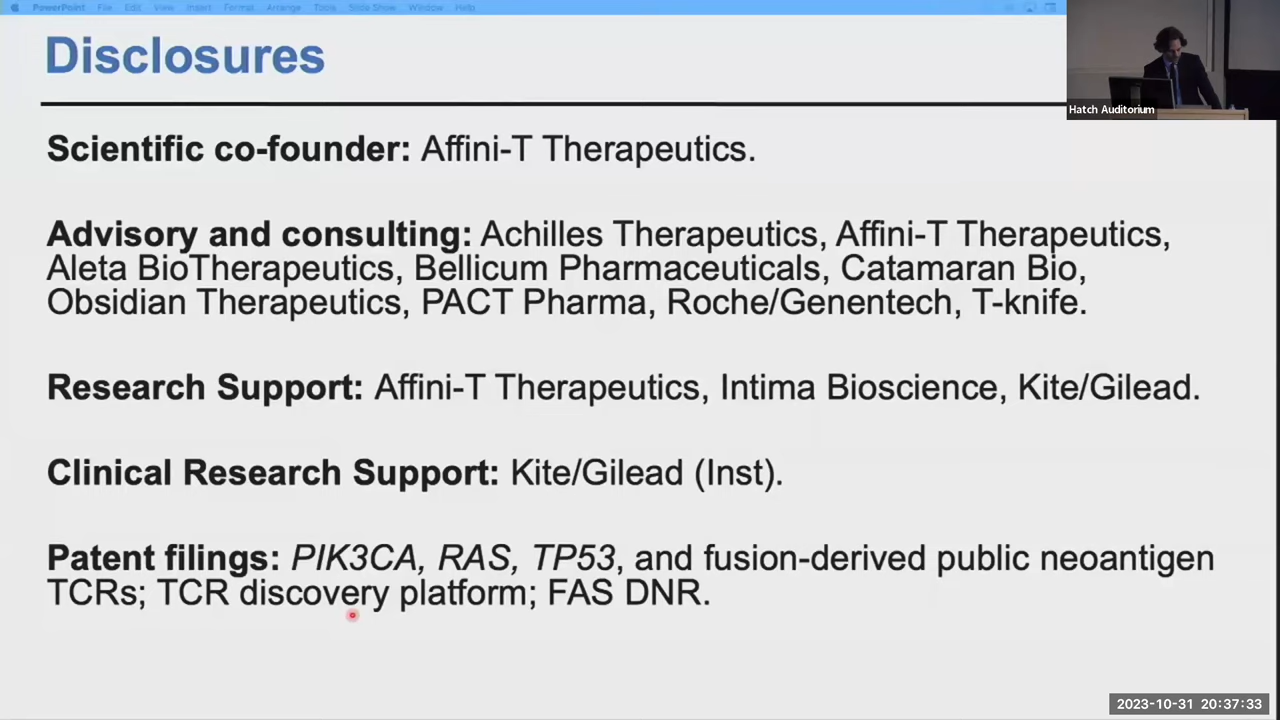 PowerPoint File Edit View Insert Format Arrange Tools Slide Show Window Help
Disclosures
Hatch Auditorium
Scientific co-founder: Affini-T Therapeutics.
Advisory and consulting: Achilles Therapeutics, Affini-T Therapeutics,
Aleta BioTherapeutics, Bellicum Pharmaceuticals, Catamaran Bio,
Obsidian Therapeutics, PACT Pharma, Roche/Genentech, T-knife.
Research Support: Affini-T Therapeutics, Intima Bioscience, Kite/Gilead.
Clinical Research Support: Kite/Gilead (Inst).
Patent filings: PIK3CA, RAS, TP53, and fusion-derived public neoantigen
TCRs; TCR discovery platform; FAS DNR.
2023-10-31 20:37:33